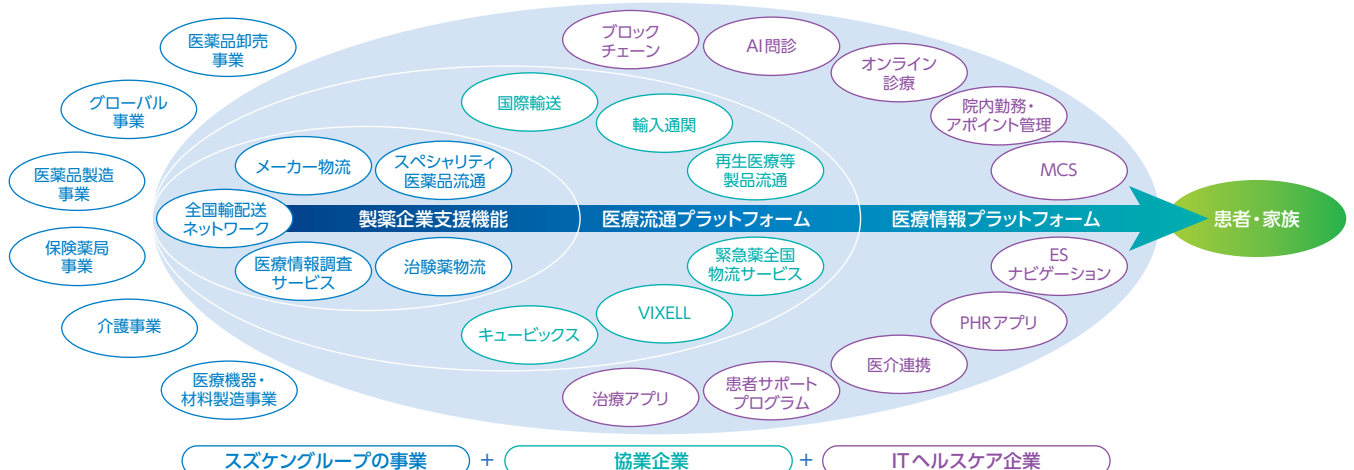 医薬品卸売
事業
グローバル
事業
医薬品製造
事業
保険薬局
事業
介護事業
医療機器・
材料製造事業
全国輸配送
ネットワーク
メーカー物流
スペシャリティ
医薬品流通
医療情報調査
サービス
治験薬物流
製薬企業支援機能
国際輸送
輸入通関
再生医療等
製品流通
医療流通プラットフォーム
緊急薬全国
物流サービス
VIXELL
キュービックス
ブロック
チェーン
AI問診
オンライン
診療
院内勤務・
アポイント管理
MCS
医療情報プラットフォーム
ES
ナビゲーション
PHRアプリ
医介連携
患者サポート
プログラム
治療アプリ
患者・家族
スズケングループの事業 + 協業企業 + ITヘルスケア企業